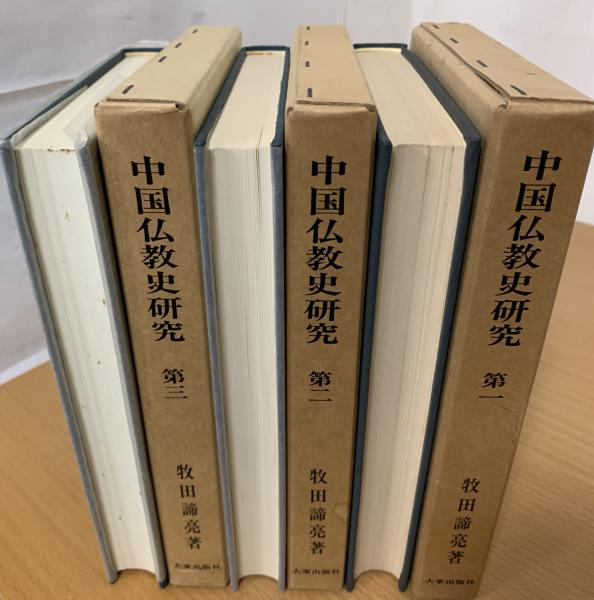 中国仏教史研究 第一
牧田諦亮著
大東出版社
中国仏教史研究 第二
牧田諦亮著
大東出版社
中国仏教史研究 第三
牧田諦亮著
大東出版社